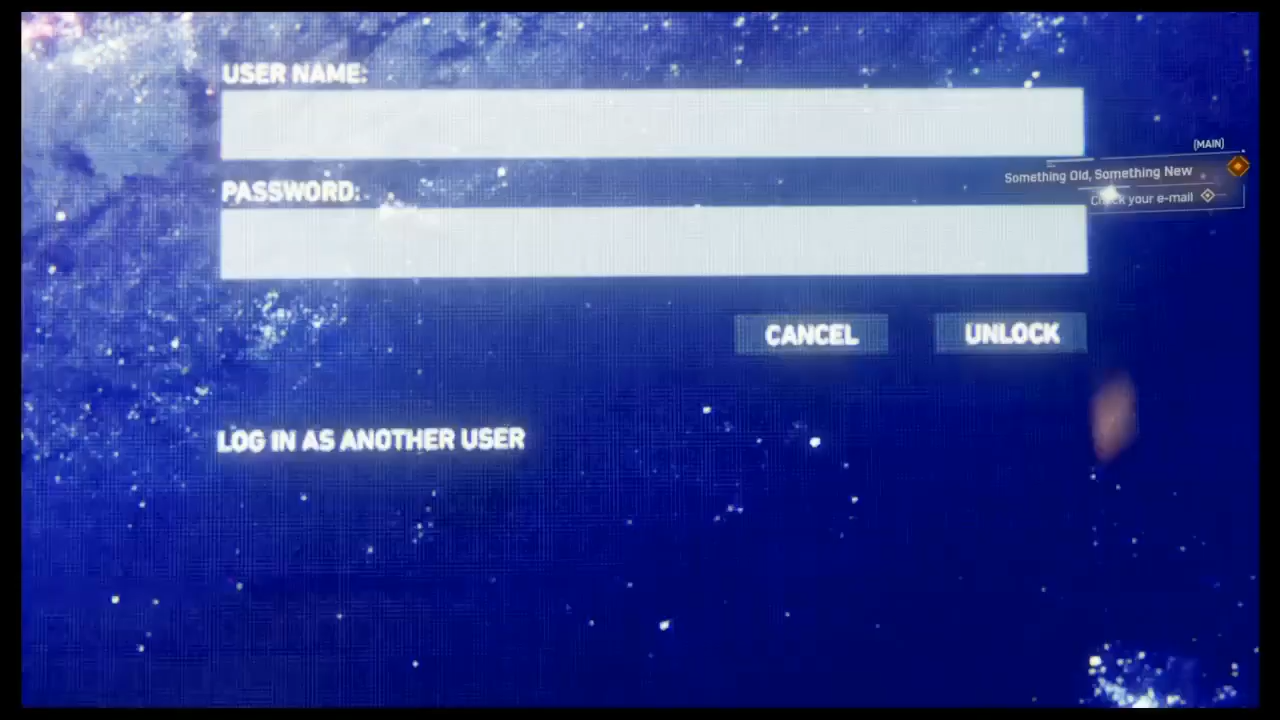 USER NAME:
PASSWORD:
(MAIN)
Something Old, Something New
Check your e-mail
CANCEL
UNLOCK
LOG IN AS ANOTHER USER